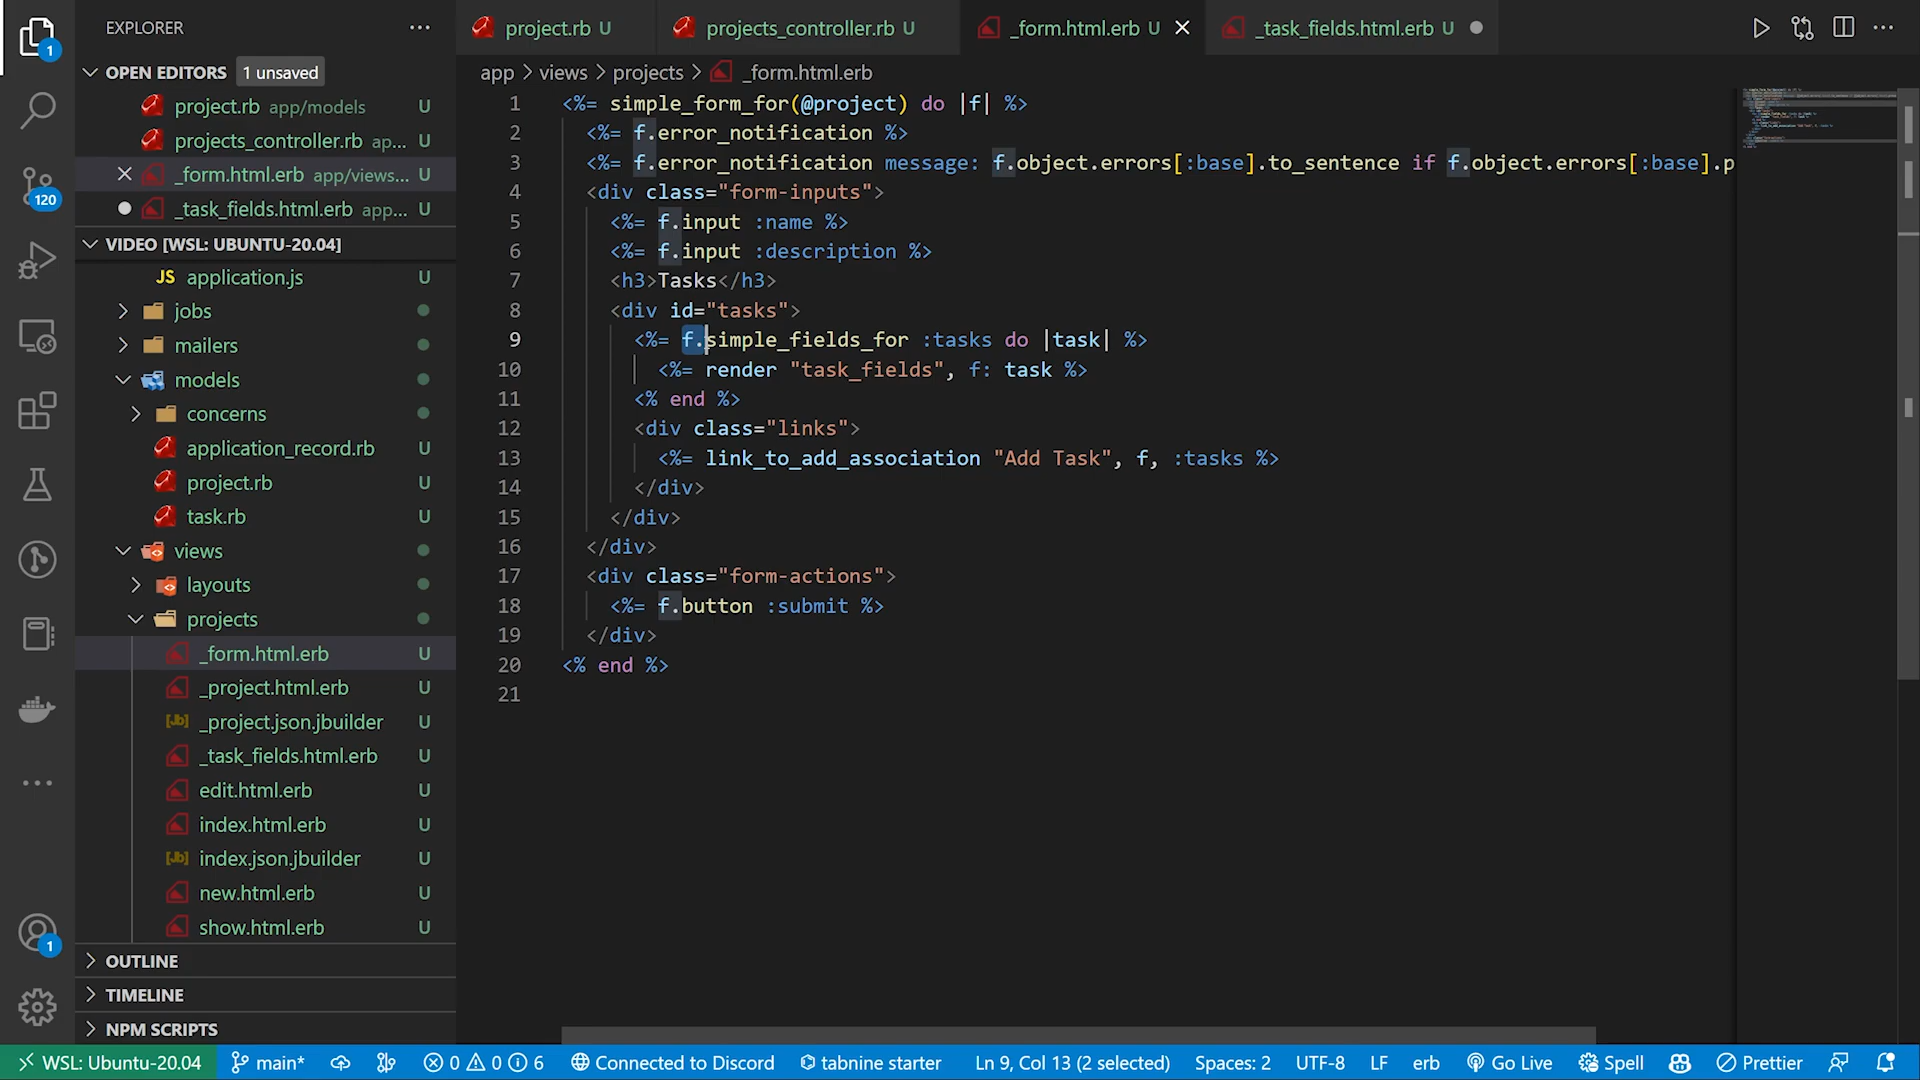 EXPLORER
OPEN EDITORS 1 unsaved
project.rb app/models U
projects_controller.rb ap... U
_form.html.erb app/views... U
_task_fields.html.erb app... U
VIDEO [WSL: UBUNTU-20.04]
JS application.js U
jobs
mailers
models
concerns
application_record.rb U
project.rb U
task.rb U
views
layouts
projects
_form.html.erb U
_project.html.erb U
_project.json.jbuilder U
_task_fields.html.erb U
edit.html.erb U
index.html.erb U
index.json.jbuilder U
new.html.erb U
show.html.erb U
OUTLINE
TIMELINE
NPM SCRIPTS
1
120
1
project.rb U projects_controller.rb U _form.html.erb U _task_fields.html.erb U
app > views > projects > _form.html.erb
1 <%= simple_form_for(@project) do |f| %>
2 <%= f.error_notification %>
3 <%= f.error_notification message: f.object.errors[:base].to_sentence if f.object.errors[:base].p
4 <div class="form-inputs">
5 <%= f.input :name %>
6 <%= f.input :description %>
7 <h3>Tasks</h3>
8 <div id="tasks">
9 <%= f.simple_fields_for :tasks do |task| %>
10 <%= render "task_fields", f: task %>
11 <% end %>
12 <div class="links">
13 <%= link_to_add_association "Add Task", f, :tasks %>
14 </div>
15 </div>
16 </div>
17 <div class="form-actions">
18 <%= f.button :submit %>
19 </div>
20 <% end %>
21
WSL: Ubuntu-20.04 main* 0 0 6 Connected to Discord tabnine starter Ln 9, Col 13 (2 selected) Spaces: 2 UTF-8 LF erb Go Live Spell Prettier